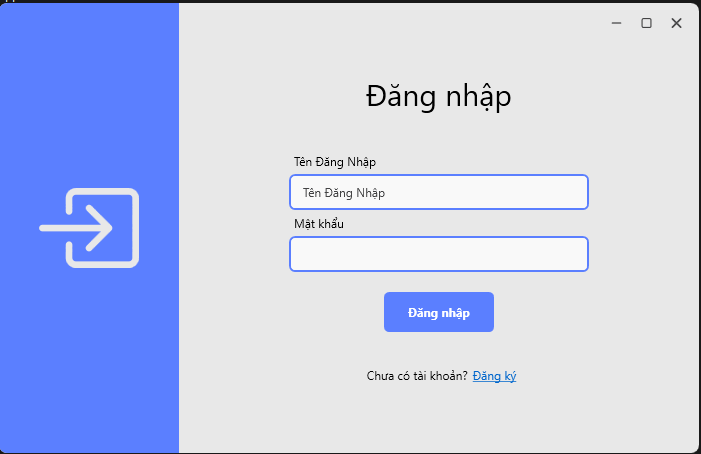 Đăng nhập
Tên Đăng Nhập
Tên Đăng Nhập
Mật khẩu
Đăng nhập
Chưa có tài khoản? Đăng ký